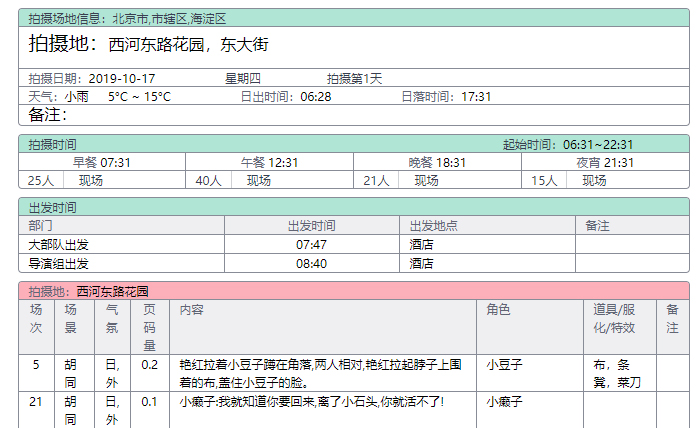 拍摄场地信息：北京市,市辖区,海淀区
拍摄地：西河东路花园，东大街
拍摄日期：2019-10-17 星期四 拍摄第1天
天气：小雨 5°C ~ 15°C 日出时间：06:28 日落时间：17:31
备注：
拍摄时间 起始时间：06:31~22:31
早餐 07:31 午餐 12:31 晚餐 18:31 夜宵 21:31
25人 现场 40人 现场 21人 现场 15人 现场
出发时间
部门 出发时间 出发地点 备注
大部队出发 07:47 酒店
导演组出发 08:40 酒店
拍摄地：西河东路花园
场次 场景 气氛 页码量 内容 角色 道具/服化/特效 备注
5 胡同 日,外 0.2 艳红拉着小豆子蹲在角落,两人相对,艳红拉起脖子上围着的布,盖住小豆子的脸。 小豆子 布，条凳，菜刀
21 胡同 日,外 0.1 小癞子:我就知道你要回来,离了小石头,你就活不了! 小癞子